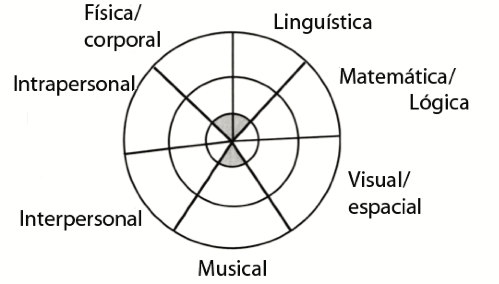 Física/
corporal
Linguística
Intrapersonal
Matemática/
Lógica
Visual/
espacial
Interpersonal
Musical